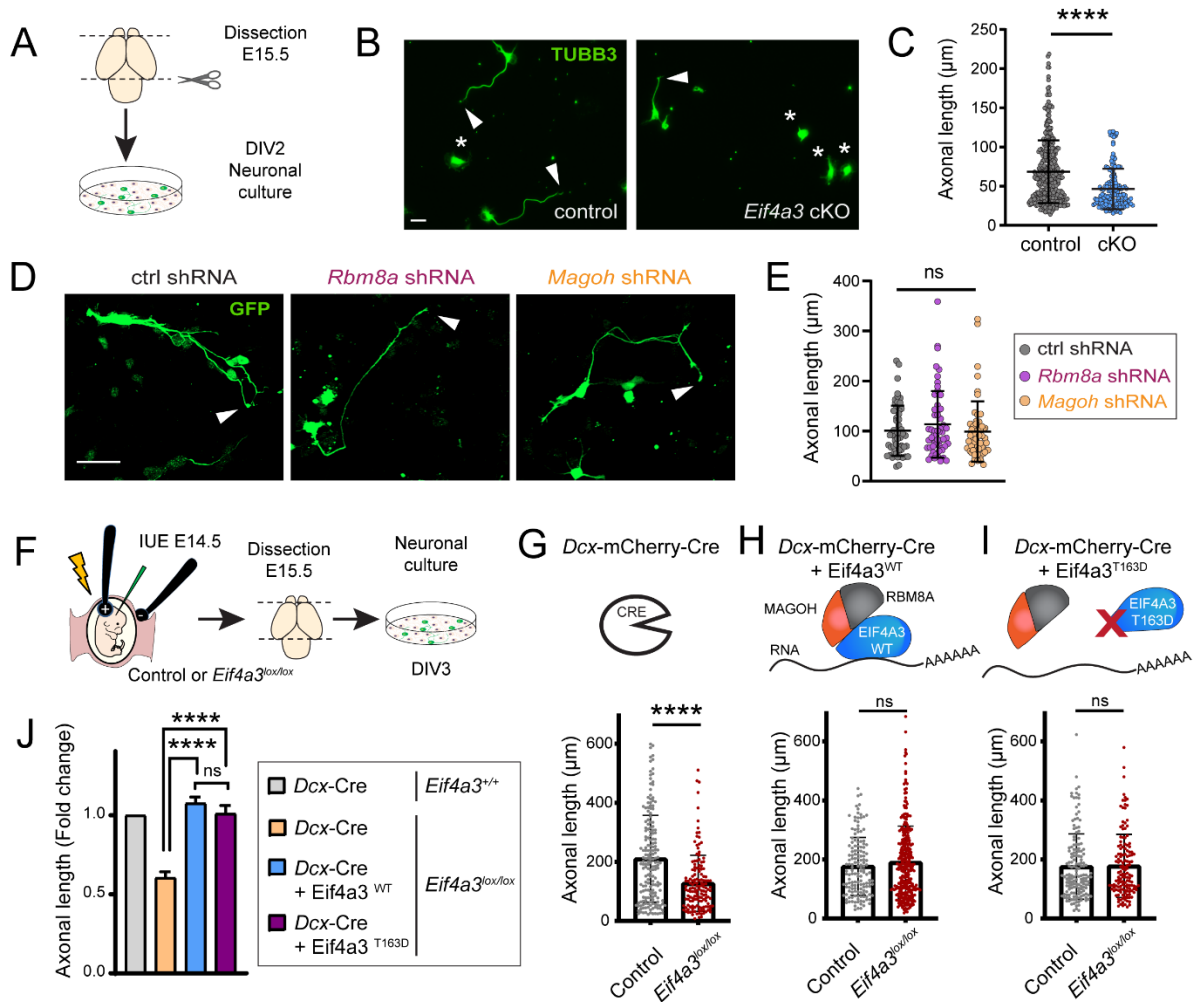 A
Dissection
E15.5
DIV2
Neuronal
culture
B
TUBB3
*
control
*
*
*
Eif4a3 cKO
C
****
Axonal length (µm)
250
200
150
100
50
0
control
cKO
D
ctrl shRNA
Rbm8a shRNA
Magoh shRNA
GFP
E
ns
Axonal length (µm)
400
300
200
100
0
ctrl shRNA
Rbm8a shRNA
Magoh shRNA
F
IUE E14.5
+
-
Dissection
E15.5
Neuronal
culture
Control or Eif4a3lox/lox
DIV3
G
Dcx-mCherry-Cre
CRE
****
Axonal length (µm)
600
400
200
0
Control
Eif4a3lox/lox
H
Dcx-mCherry-Cre
+ Eif4a3WT
MAGOH
RBM8A
EIF4A3
WT
RNA
AAAAAA
ns
Axonal length (µm)
600
400
200
0
Control
Eif4a3lox/lox
I
Dcx-mCherry-Cre
+ Eif4a3T163D
EIF4A3
T163D
AAAAAA
ns
Axonal length (µm)
600
400
200
0
Control
Eif4a3lox/lox
J
****
****
ns
Axonal length (Fold change)
1.0
0.5
0.0
Dcx-Cre
Eif4a3+/+
Dcx-Cre
Dcx-Cre
+ Eif4a3 WT
Eif4a3lox/lox
Dcx-Cre
+ Eif4a3 T163D